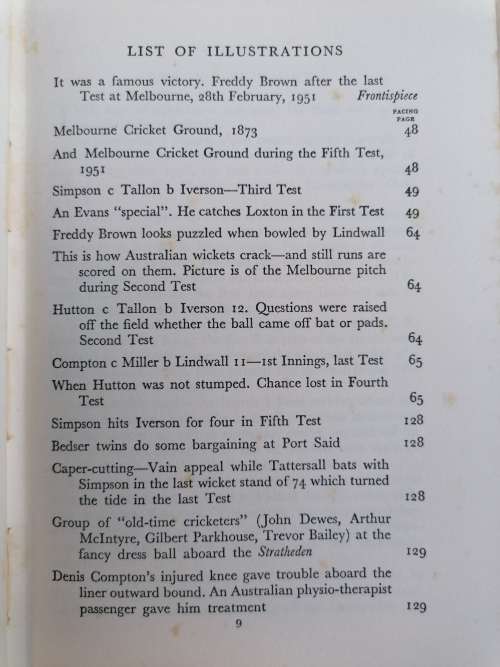 LIST OF ILLUSTRATIONS
It was a famous victory. Freddy Brown after the last
Test at Melbourne, 28th February, 1951 Frontispiece
FACING
PAGE
Melbourne Cricket Ground, 1873 48
And Melbourne Cricket Ground during the Fifth Test,
1951 48
Simpson c Tallon b Iverson—Third Test 49
An Evans "special". He catches Loxton in the First Test 49
Freddy Brown looks puzzled when bowled by Lindwall 64
This is how Australian wickets crack—and still runs are
scored on them. Picture is of the Melbourne pitch
during Second Test 64
Hutton c Tallon b Iverson 12. Questions were raised
off the field whether the ball came off bat or pads.
Second Test 64
Compton c Miller b Lindwall 11—1st Innings, last Test 65
When Hutton was not stumped. Chance lost in Fourth
Test 65
Simpson hits Iverson for four in Fifth Test 128
Bedser twins do some bargaining at Port Said 128
Caper-cutting—Vain appeal while Tattersall bats with
Simpson in the last wicket stand of 74 which turned
the tide in the last Test 128
Group of "old-time cricketers" (John Dewes, Arthur
McIntyre, Gilbert Parkhouse, Trevor Bailey) at the
fancy dress ball aboard the Stratheden 129
Denis Compton's injured knee gave trouble aboard the
liner outward bound. An Australian physio-therapist
passenger gave him treatment 129
9